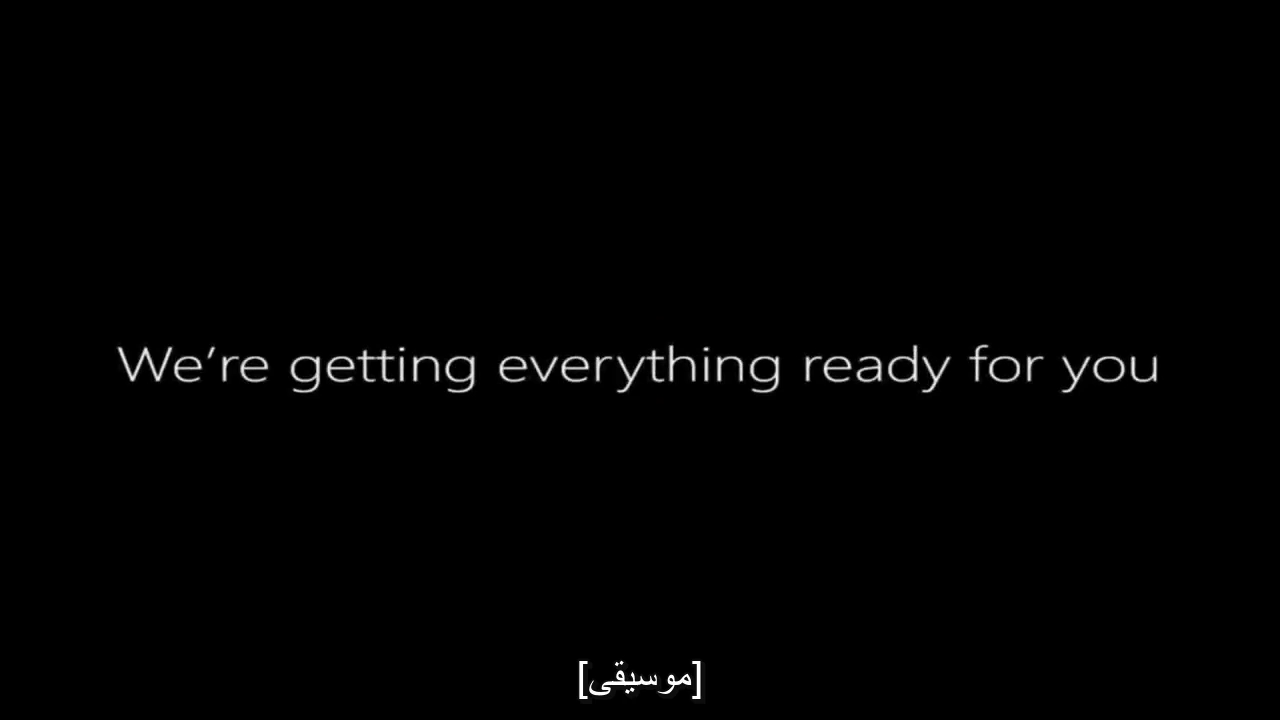 We’re getting everything ready for you
[موسيقى]